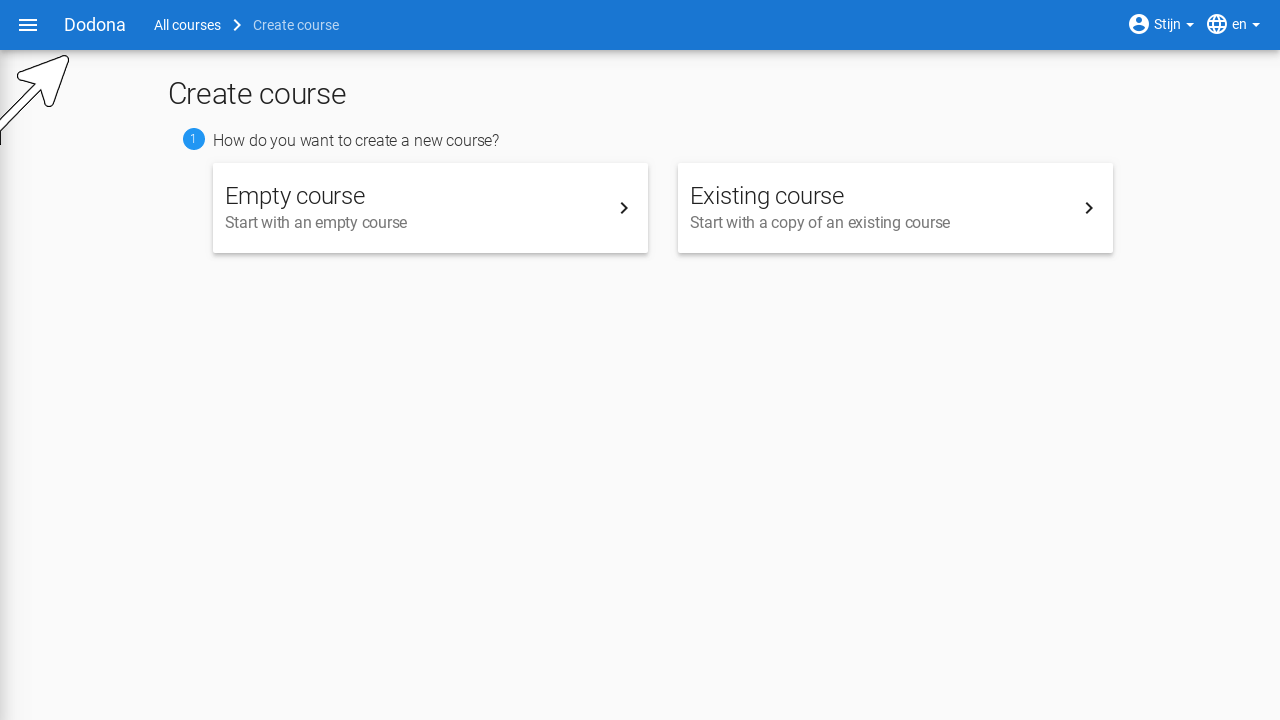 Dodona All courses Create course Stijn en
Create course
1 How do you want to create a new course?
Empty course
Start with an empty course
Existing course
Start with a copy of an existing course